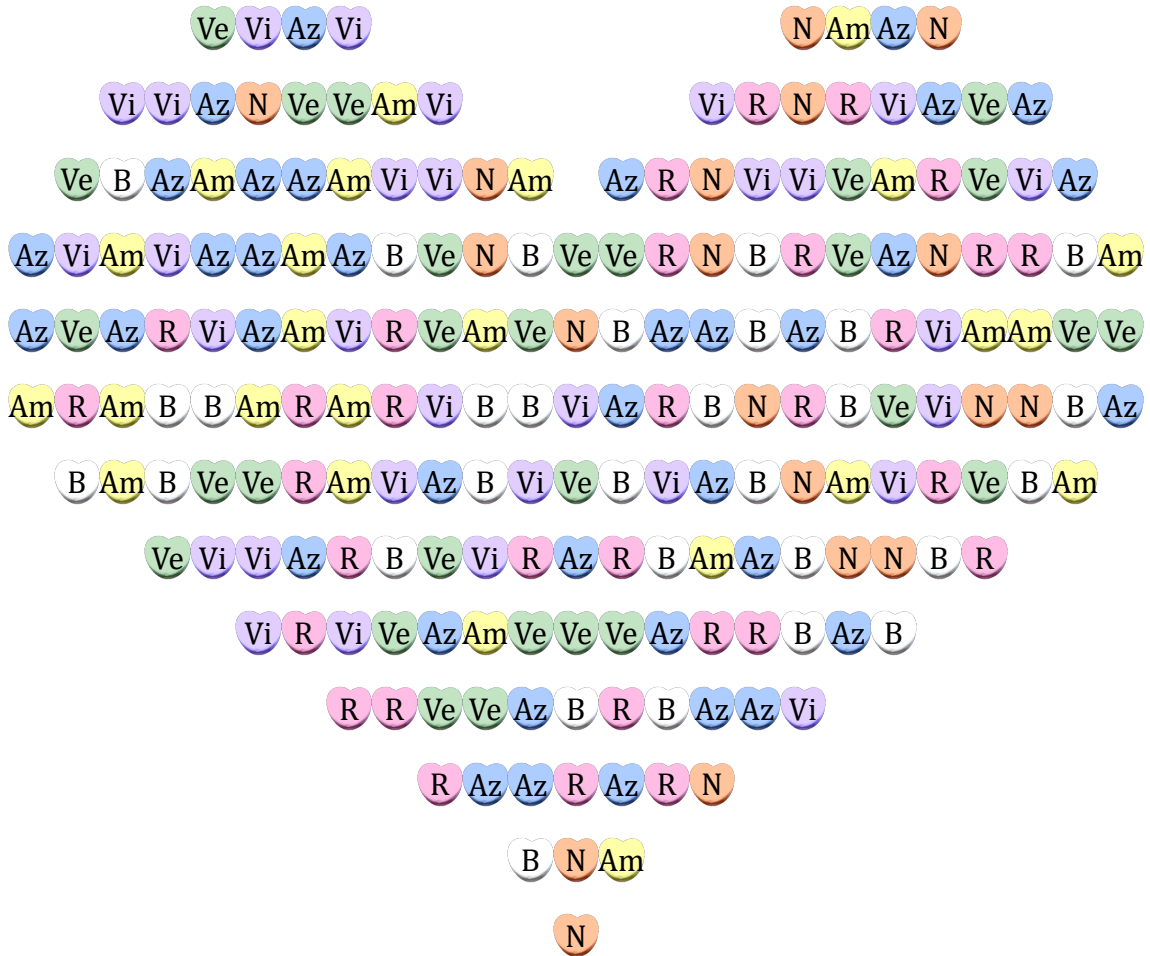 Ve Vi Az Vi N Am Az N
Vi Vi Az N Ve Ve Am Vi Vi R N R Vi Az Ve Az
Ve B Az Am Az Az Am Vi Vi N Am Az R N Vi Vi Ve Am R Ve Vi Az
Az Vi Am Vi Az Az Am Az B Ve N B Ve Ve R N B R Ve Az N R R B Am
Az Ve Az R Vi Az Am Vi R Ve Am Ve N B Az Az B Az B R Vi Am Am Ve Ve
Am R Am B B Am R Am R Vi B B Vi Az R B N R B Ve Vi N N B Az
B Am B Ve Ve R Am Vi Az B Vi Ve B Vi Az B N Am Vi R Ve B Am
Ve Vi Vi Az R B Ve Vi R Az R B Am Az B N N B R
Vi R Vi Ve Az Am Ve Ve Ve Az R R B Az B
R R Ve Ve Az B R B Az Az Vi
R Az Az R Az R N
B N Am
N